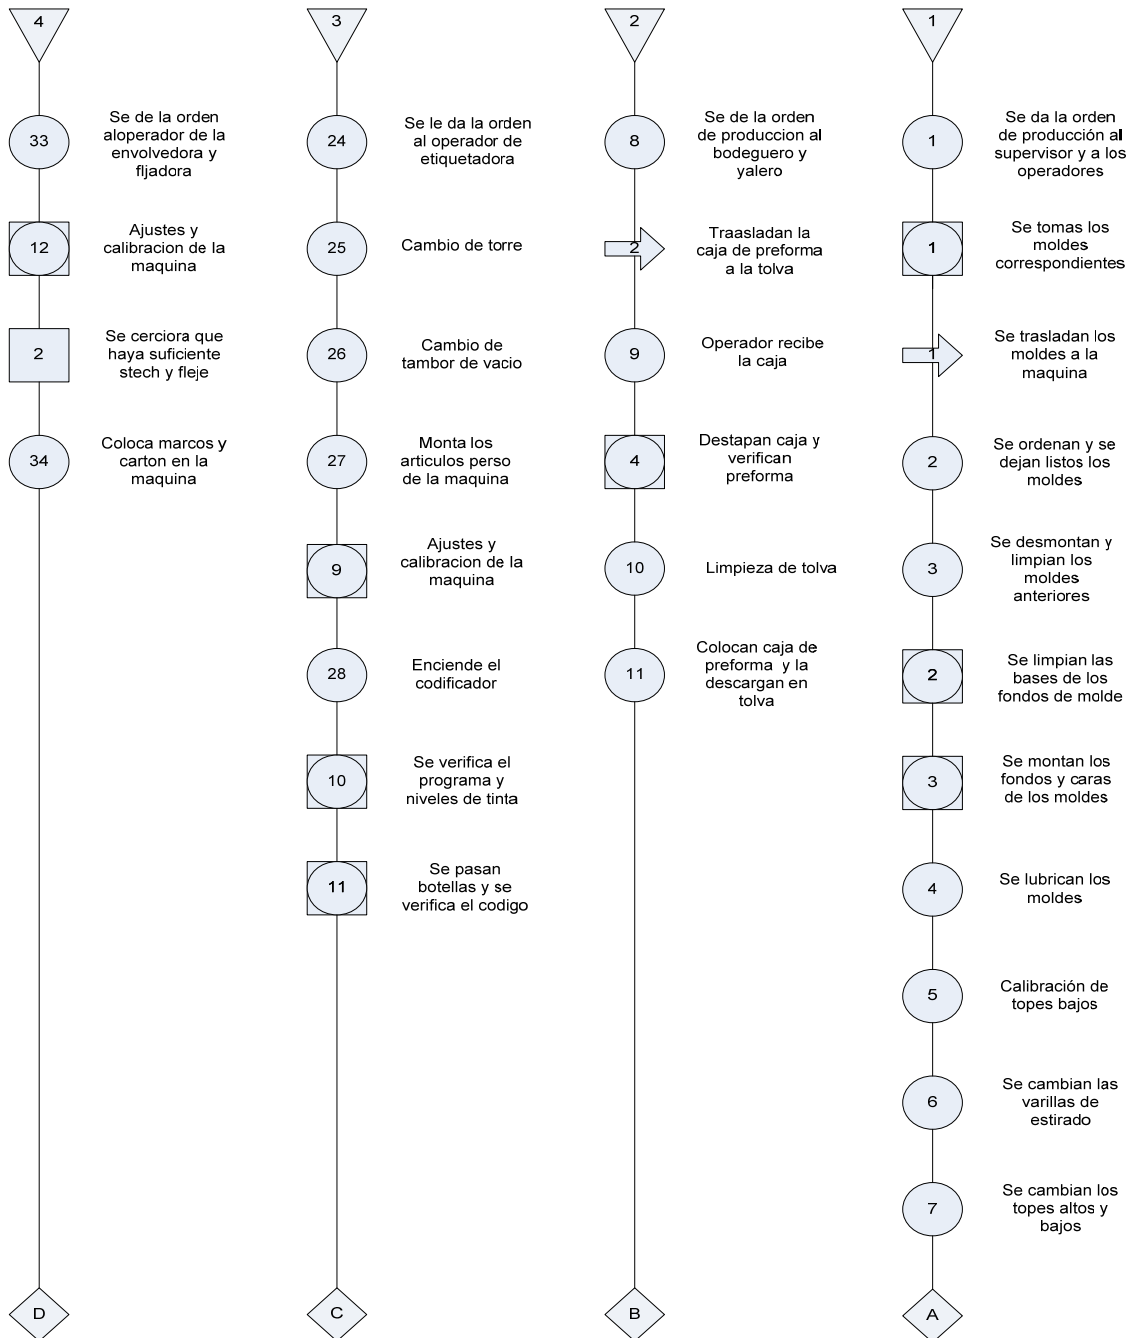 4
3
2
1
33
Se de la orden
aloperador de la
envolvedora y
fljadora
24
Se le da la orden
al operador de
etiquetadora
8
Se de la orden
de produccion al
bodeguero y
yalero
1
Se da la orden
de producción al
supervisor y a los
operadores
12
Ajustes y
calibracion de la
maquina
25
Cambio de torre
2
Traasladan la
caja de preforma
a la tolva
1
Se tomas los
moldes
correspondientes
2
Se cerciora que
haya suficiente
stech y fleje
26
Cambio de
tambor de vacio
9
Operador recibe
la caja
1
Se trasladan los
moldes a la
maquina
34
Coloca marcos y
carton en la
maquina
27
Monta los
articulos perso
de la maquina
4
Destapan caja y
verifican
preforma
2
Se ordenan y se
dejan listos los
moldes
9
Ajustes y
calibracion de la
maquina
10
Limpieza de tolva
3
Se desmontan y
limpian los
moldes
anteriores
28
Enciende el
codificador
11
Colocan caja de
preforma y la
descargan en
tolva
2
Se limpian las
bases de los
fondos de molde
10
Se verifica el
programa y
niveles de tinta
3
Se montan los
fondos y caras
de los moldes
11
Se pasan
botellas y se
verifica el codigo
4
Se lubrican los
moldes
5
Calibración de
topes bajos
6
Se cambian las
varillas de
estirado
7
Se cambian los
topes altos y
bajos
D
C
B
A